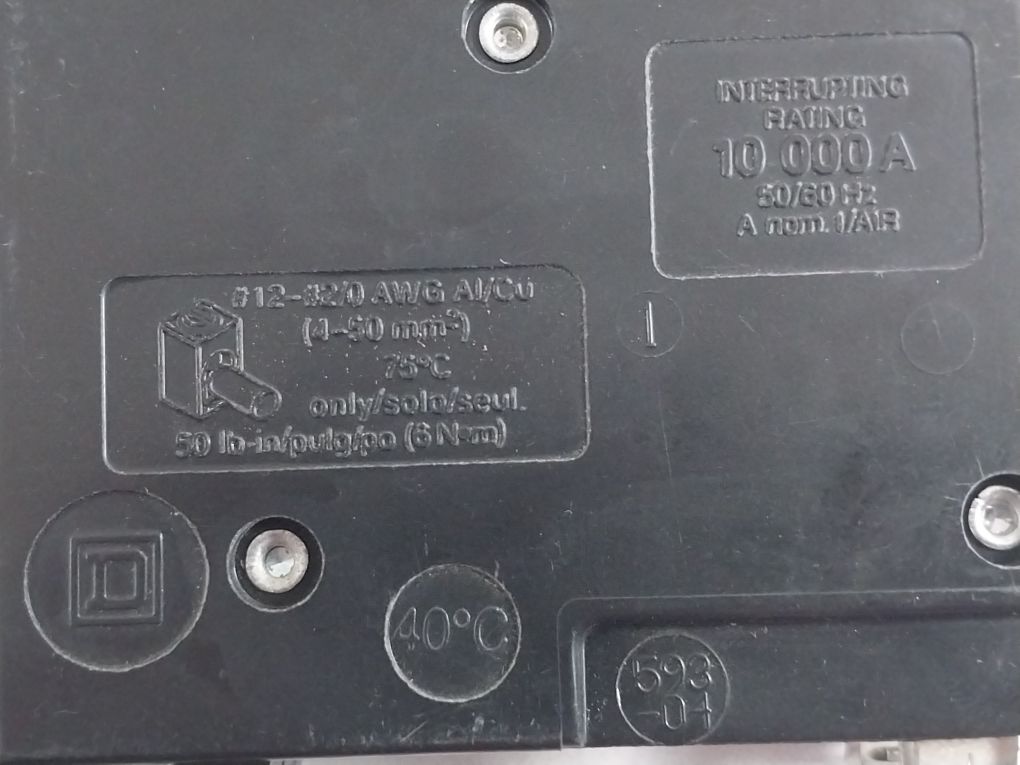 INTERRUPTING
RATING
10 000 A
50/60 Hz
A nom. I/AIR
#12-#2/0 AWG Al/Cu
(4-50 mm²)
75°C
only/solo/seul.
50 lb-in/pulg/po (6 N•m)
1
D
40°C
593
-04